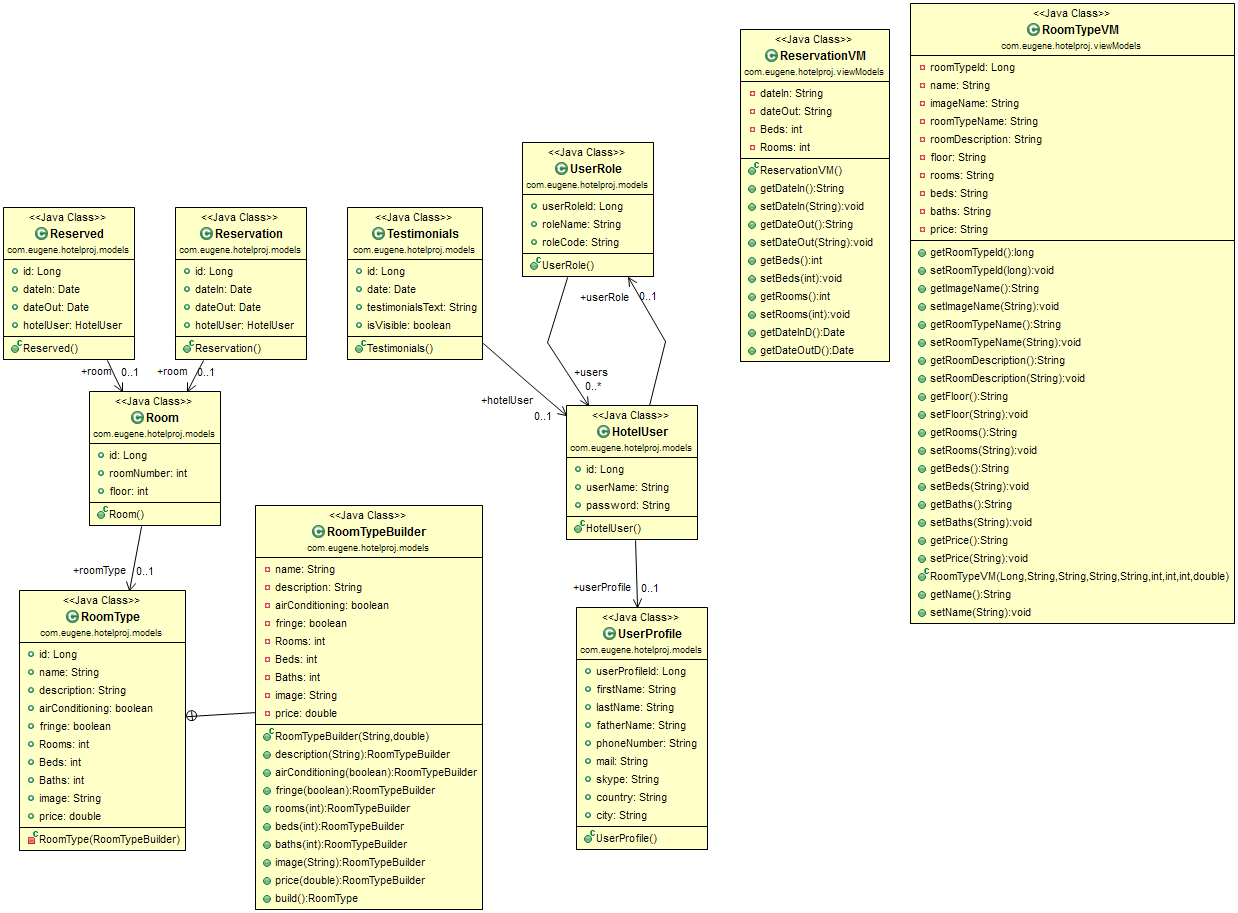 <<Java Class>>
Reserved
com.eugene.hotelproj.models
id: Long
dateIn: Date
dateOut: Date
hotelUser: HotelUser
Reserved()
<<Java Class>>
Reservation
com.eugene.hotelproj.models
id: Long
dateIn: Date
dateOut: Date
hotelUser: HotelUser
Reservation()
<<Java Class>>
Testimonials
com.eugene.hotelproj.models
id: Long
date: Date
testimonialsText: String
isVisible: boolean
Testimonials()
<<Java Class>>
UserRole
com.eugene.hotelproj.models
userRoleId: Long
roleName: String
roleCode: String
UserRole()
<<Java Class>>
ReservationVM
com.eugene.hotelproj.viewModels
dateIn: String
dateOut: String
Beds: int
Rooms: int
ReservationVM()
getDateIn():String
setDateIn(String):void
getDateOut():String
setDateOut(String):void
getBeds():int
setBeds(int):void
getRooms():int
setRooms(int):void
getDateInD():Date
getDateOutD():Date
<<Java Class>>
RoomTypeVM
com.eugene.hotelproj.viewModels
roomTypeId: Long
name: String
imageName: String
roomTypeName: String
roomDescription: String
floor: String
rooms: String
beds: String
baths: String
price: String
getRoomTypeId():long
setRoomTypeId(long):void
getImageName():String
setImageName(String):void
getRoomTypeName():String
setRoomTypeName(String):void
getRoomDescription():String
setRoomDescription(String):void
getFloor():String
setFloor(String):void
getRooms():String
setRooms(String):void
getBeds():String
setBeds(String):void
getBaths():String
setBaths(String):void
getPrice():String
setPrice(String):void
RoomTypeVM(Long,String,String,String,String,int,int,int,double)
getName():String
setName(String):void
+room 0..1
+room 0..1
+userRole 0..1
+users
0..*
+hotelUser
0..1
<<Java Class>>
Room
com.eugene.hotelproj.models
id: Long
roomNumber: int
floor: int
Room()
<<Java Class>>
HotelUser
com.eugene.hotelproj.models
id: Long
userName: String
password: String
HotelUser()
+roomType 0..1
+userProfile 0..1
<<Java Class>>
RoomType
com.eugene.hotelproj.models
id: Long
name: String
description: String
airConditioning: boolean
fringe: boolean
Rooms: int
Beds: int
Baths: int
image: String
price: double
RoomType(RoomTypeBuilder)
<<Java Class>>
RoomTypeBuilder
com.eugene.hotelproj.models
name: String
description: String
airConditioning: boolean
fringe: boolean
Rooms: int
Beds: int
Baths: int
image: String
price: double
RoomTypeBuilder(String,double)
description(String):RoomTypeBuilder
airConditioning(boolean):RoomTypeBuilder
fringe(boolean):RoomTypeBuilder
rooms(int):RoomTypeBuilder
beds(int):RoomTypeBuilder
baths(int):RoomTypeBuilder
image(String):RoomTypeBuilder
price(double):RoomTypeBuilder
build():RoomType
<<Java Class>>
UserProfile
com.eugene.hotelproj.models
userProfileId: Long
firstName: String
lastName: String
fatherName: String
phoneNumber: String
mail: String
skype: String
country: String
city: String
UserProfile()